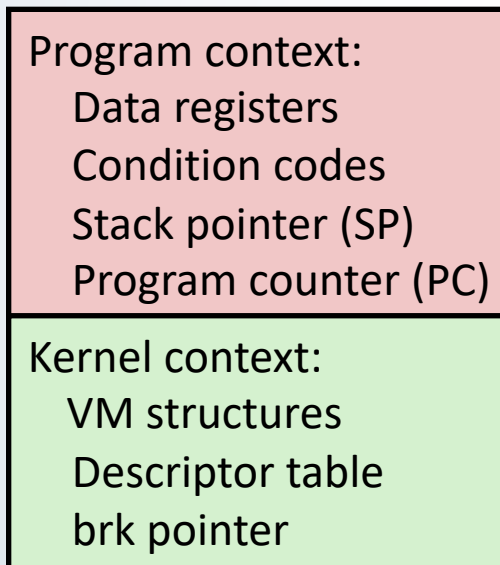 Program context:
Data registers
Condition codes
Stack pointer (SP)
Program counter (PC)
Kernel context:
VM structures
Descriptor table
brk pointer